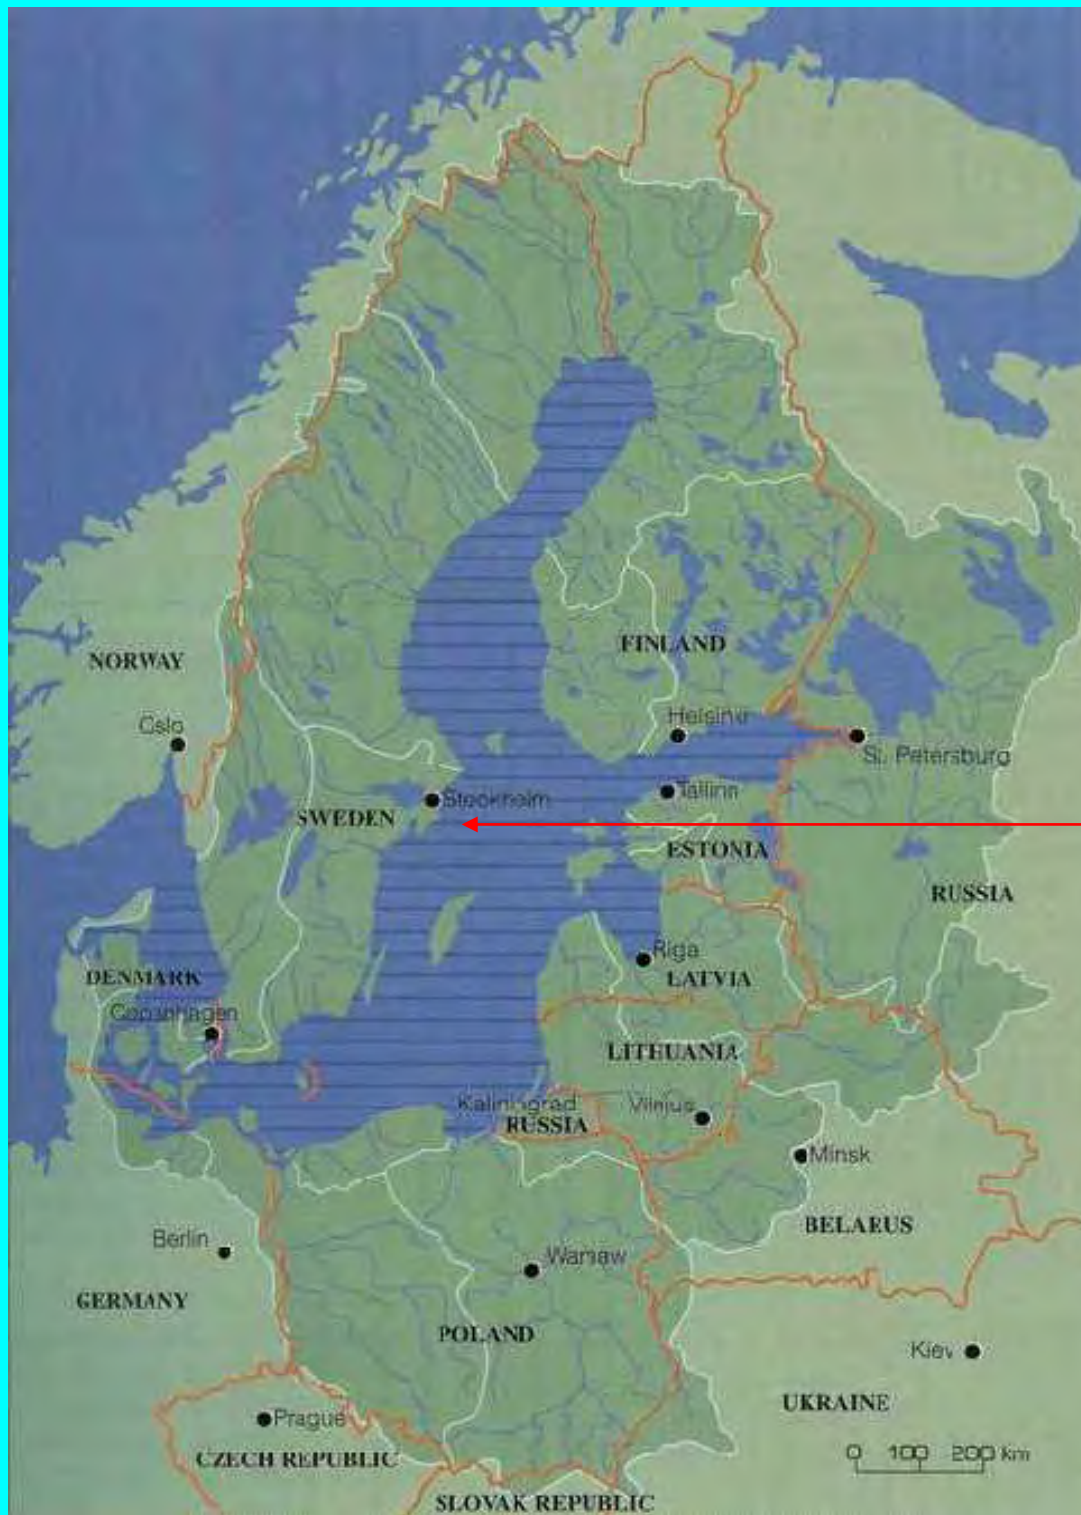 NORWAY
FINLAND
Oslo
Helsinki
St. Petersburg
Stockholm
Tallinn
SWEDEN
ESTONIA
RUSSIA
Riga
DENMARK
LATVIA
Copenhagen
LITHUANIA
Kaliningrad
Vilnius
RUSSIA
Minsk
BELARUS
Berlin
Warsaw
GERMANY
POLAND
Kiev
UKRAINE
Prague
CZECH REPUBLIC
0 100 200 km
SLOVAK REPUBLIC